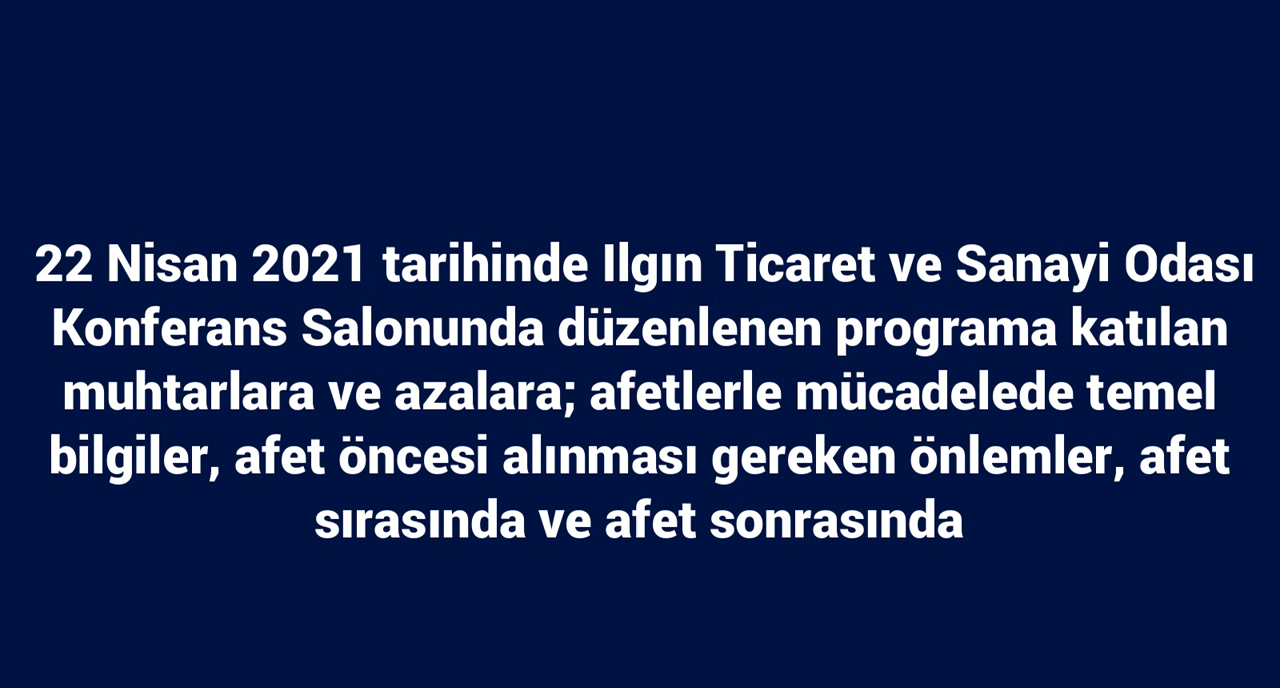 22 Nisan 2021 tarihinde Ilgın Ticaret ve Sanayi Odası
Konferans Salonunda düzenlenen programa katılan
muhtarlara ve azalara; afetlerle mücadelede temel
bilgiler, afet öncesi alınması gereken önlemler, afet
sırasında ve afet sonrasında